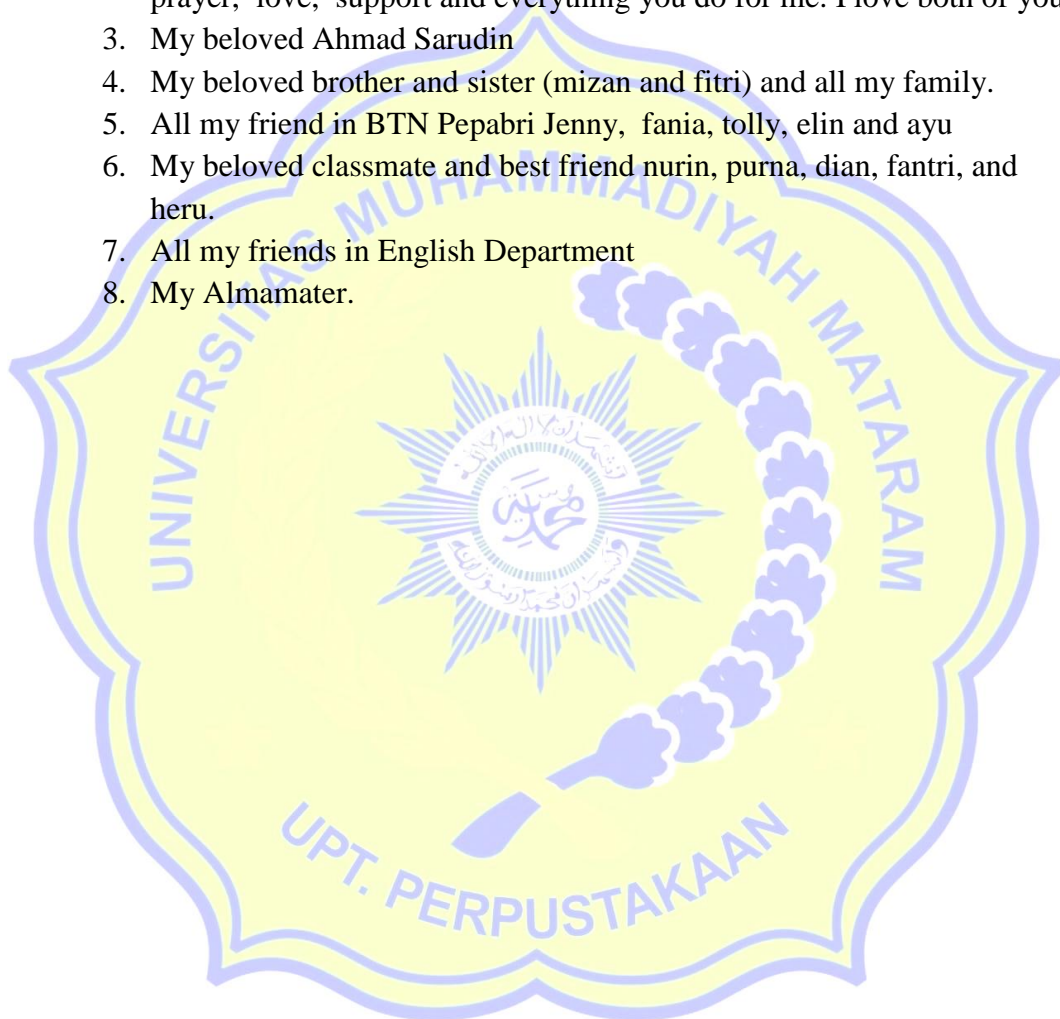 prayer, love, support and everything you do for me. I love both of you
3. My beloved Ahmad Sarudin
4. My beloved brother and sister (mizan and fitri) and all my family.
5. All my friend in BTN Pepabri Jenny, fania, tolly, elin and ayu
6. My beloved classmate and best friend nurin, purna, dian, fantri, and
heru.
7. All my friends in English Department
8. My Almamater.
UNIVERSITAS MUHAMMADIYAH MATARAM
UPT. PERPUSTAKAAN